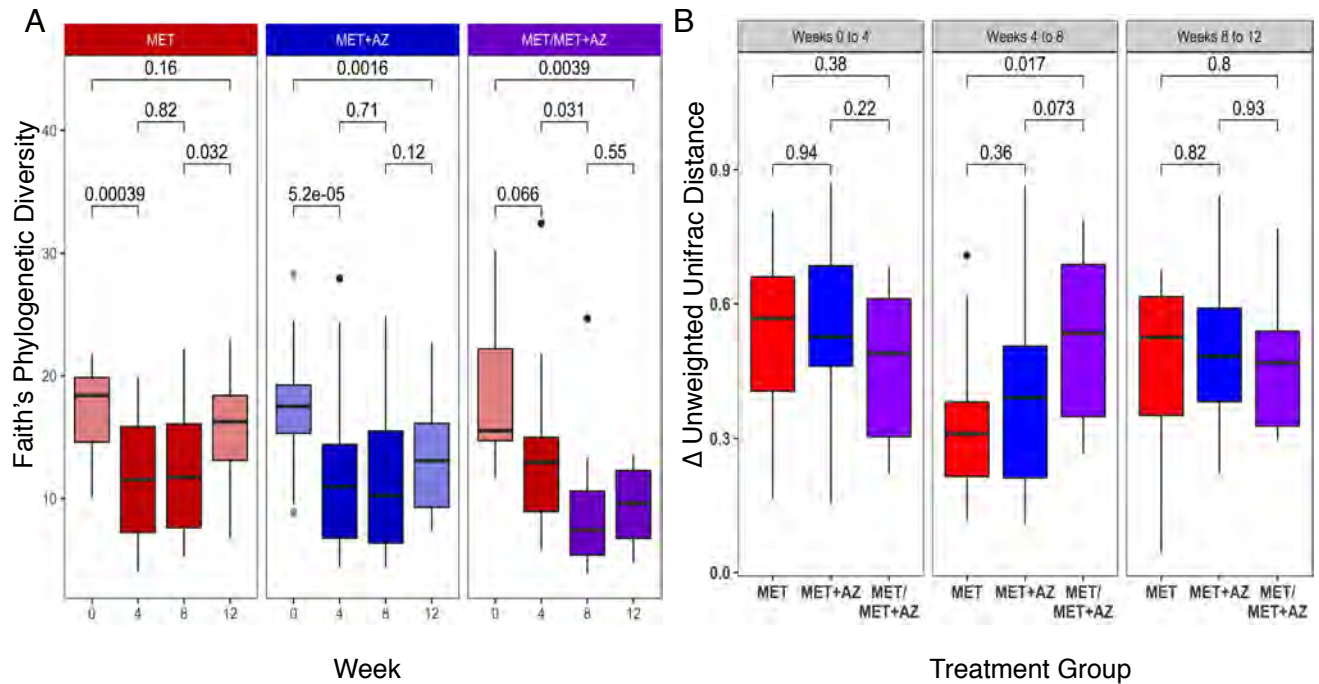 A
MET
MET+AZ
MET/MET+AZ
0.16
0.0016
0.0039
0.82
0.71
0.031
0.032
0.12
0.55
0.00039
5.2e-05
0.066
Faith's Phylogenetic Diversity
40
30
20
10
0 4 8 12
0 4 8 12
0 4 8 12
Week
B
Weeks 0 to 4
Weeks 4 to 8
Weeks 8 to 12
0.38
0.017
0.8
0.22
0.073
0.93
0.94
0.36
0.82
Δ Unweighted Unifrac Distance
0.9
0.6
0.3
0.0
MET MET+AZ MET/
MET+AZ
MET MET+AZ MET/
MET+AZ
MET MET+AZ MET/
MET+AZ
Treatment Group